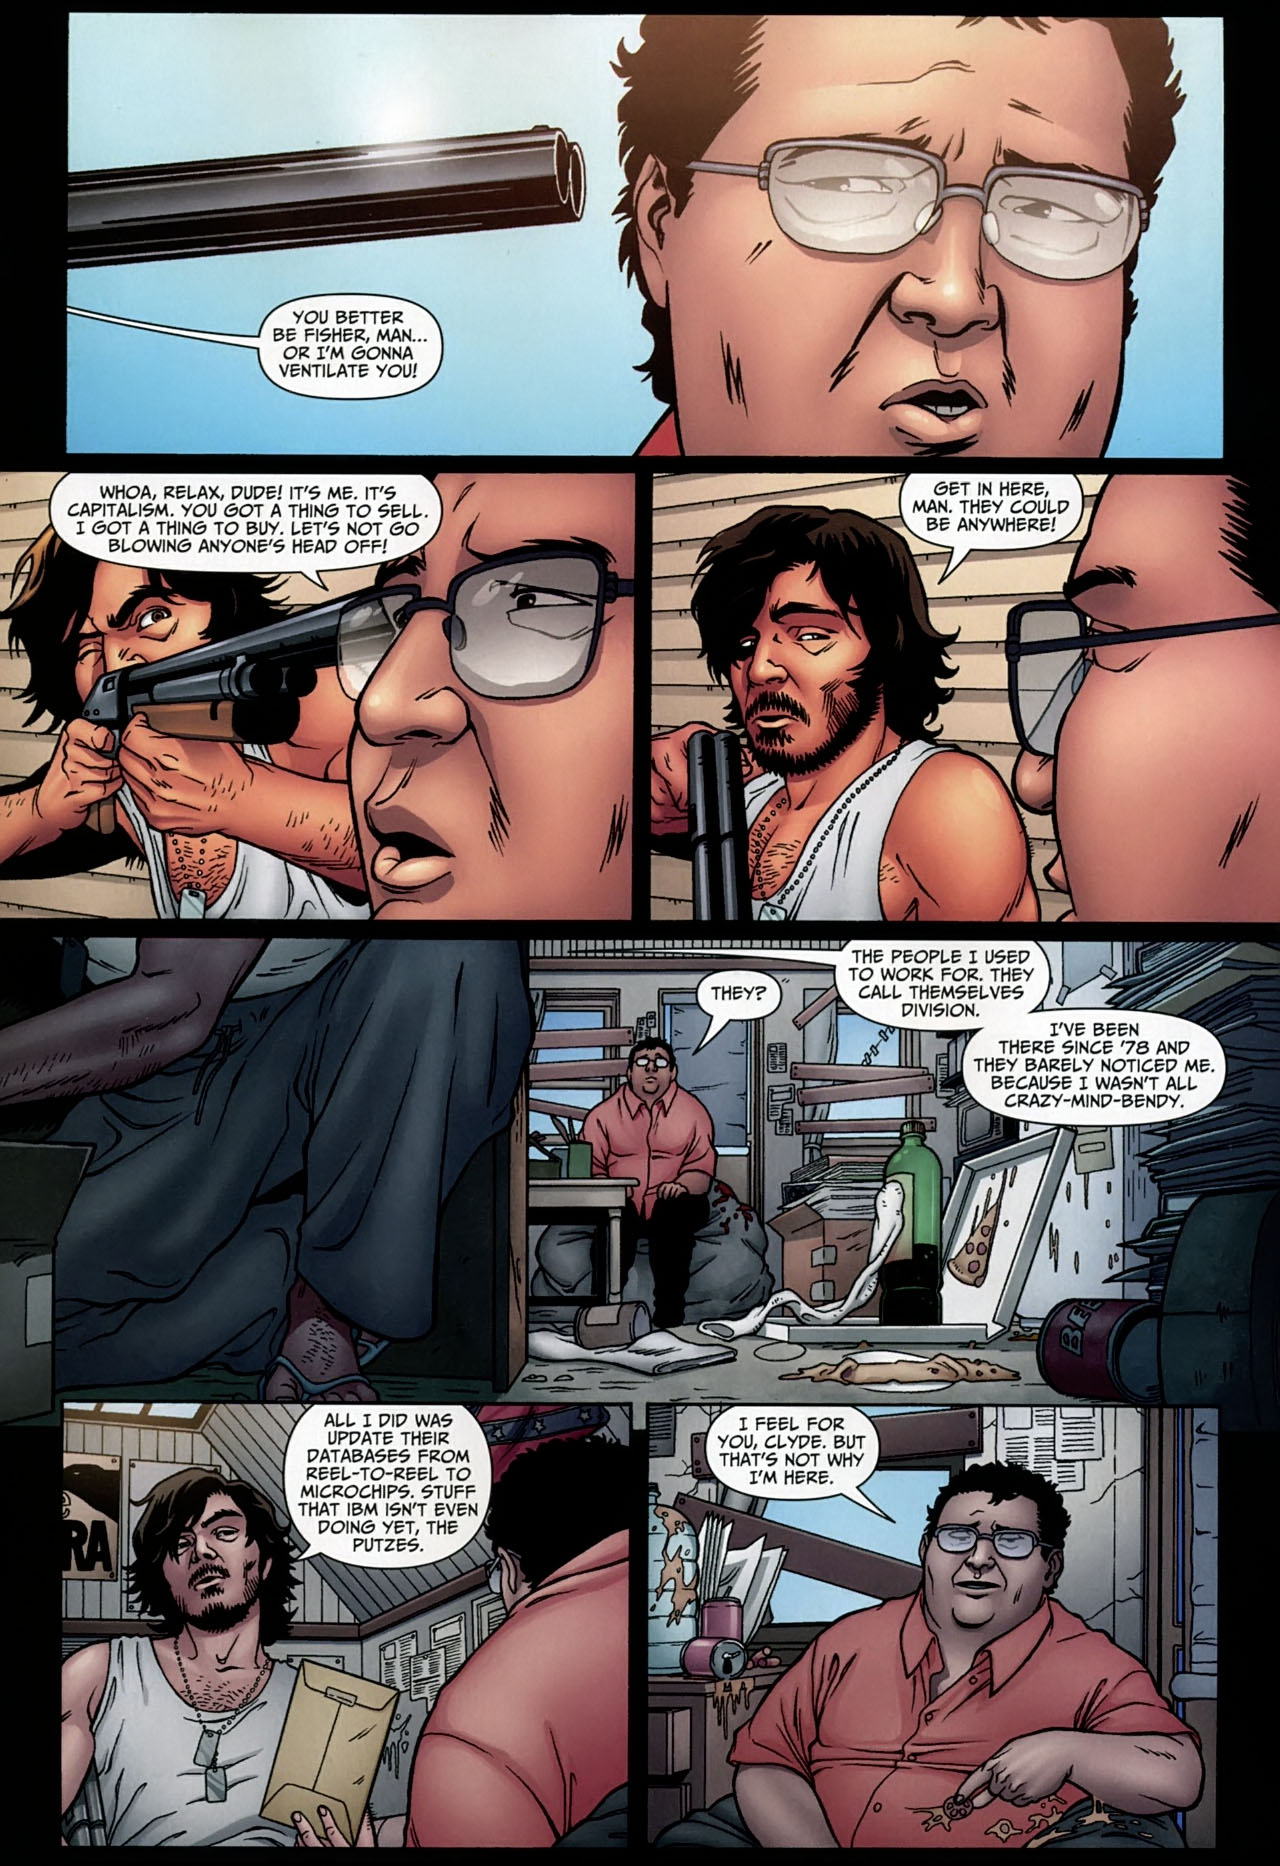 YOU BETTER
BE FISHER, MAN...
OR I'M GONNA
VENTILATE YOU!
WHOA, RELAX, DUDE! IT'S ME. IT'S
CAPITALISM. YOU GOT A THING TO SELL.
I GOT A THING TO BUY. LET'S NOT GO
BLOWING ANYONE'S HEAD OFF!
GET IN HERE,
MAN. THEY COULD
BE ANYWHERE!
THEY?
THE PEOPLE I USED
TO WORK FOR. THEY
CALL THEMSELVES
DIVISION.
I'VE BEEN
THERE SINCE '78 AND
THEY BARELY NOTICED ME.
BECAUSE I WASN'T ALL
CRAZY-MIND-BENDY.
BEE
ALL I DID WAS
UPDATE THEIR
DATABASES FROM
REEL-TO-REEL TO
MICROCHIPS. STUFF
THAT IBM ISN'T EVEN
DOING YET, THE
PUTZES.
RA
I FEEL FOR
YOU, CLYDE. BUT
THAT'S NOT WHY
I'M HERE.